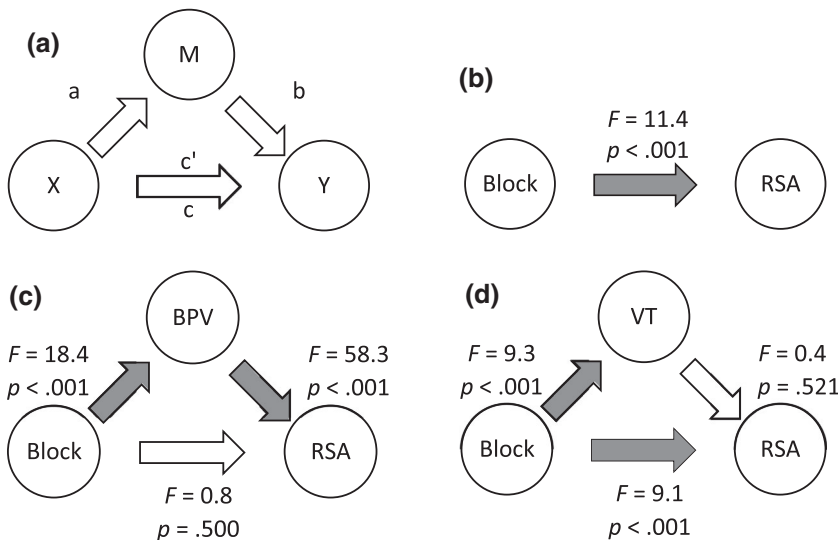 (a)
M
a
b
X
c'
c
Y
(b)
F = 11.4
p < .001
Block
RSA
(c)
BPV
F = 18.4
p < .001
F = 58.3
p < .001
Block
RSA
F = 0.8
p = .500
(d)
VT
F = 9.3
p < .001
F = 0.4
p = .521
Block
RSA
F = 9.1
p < .001